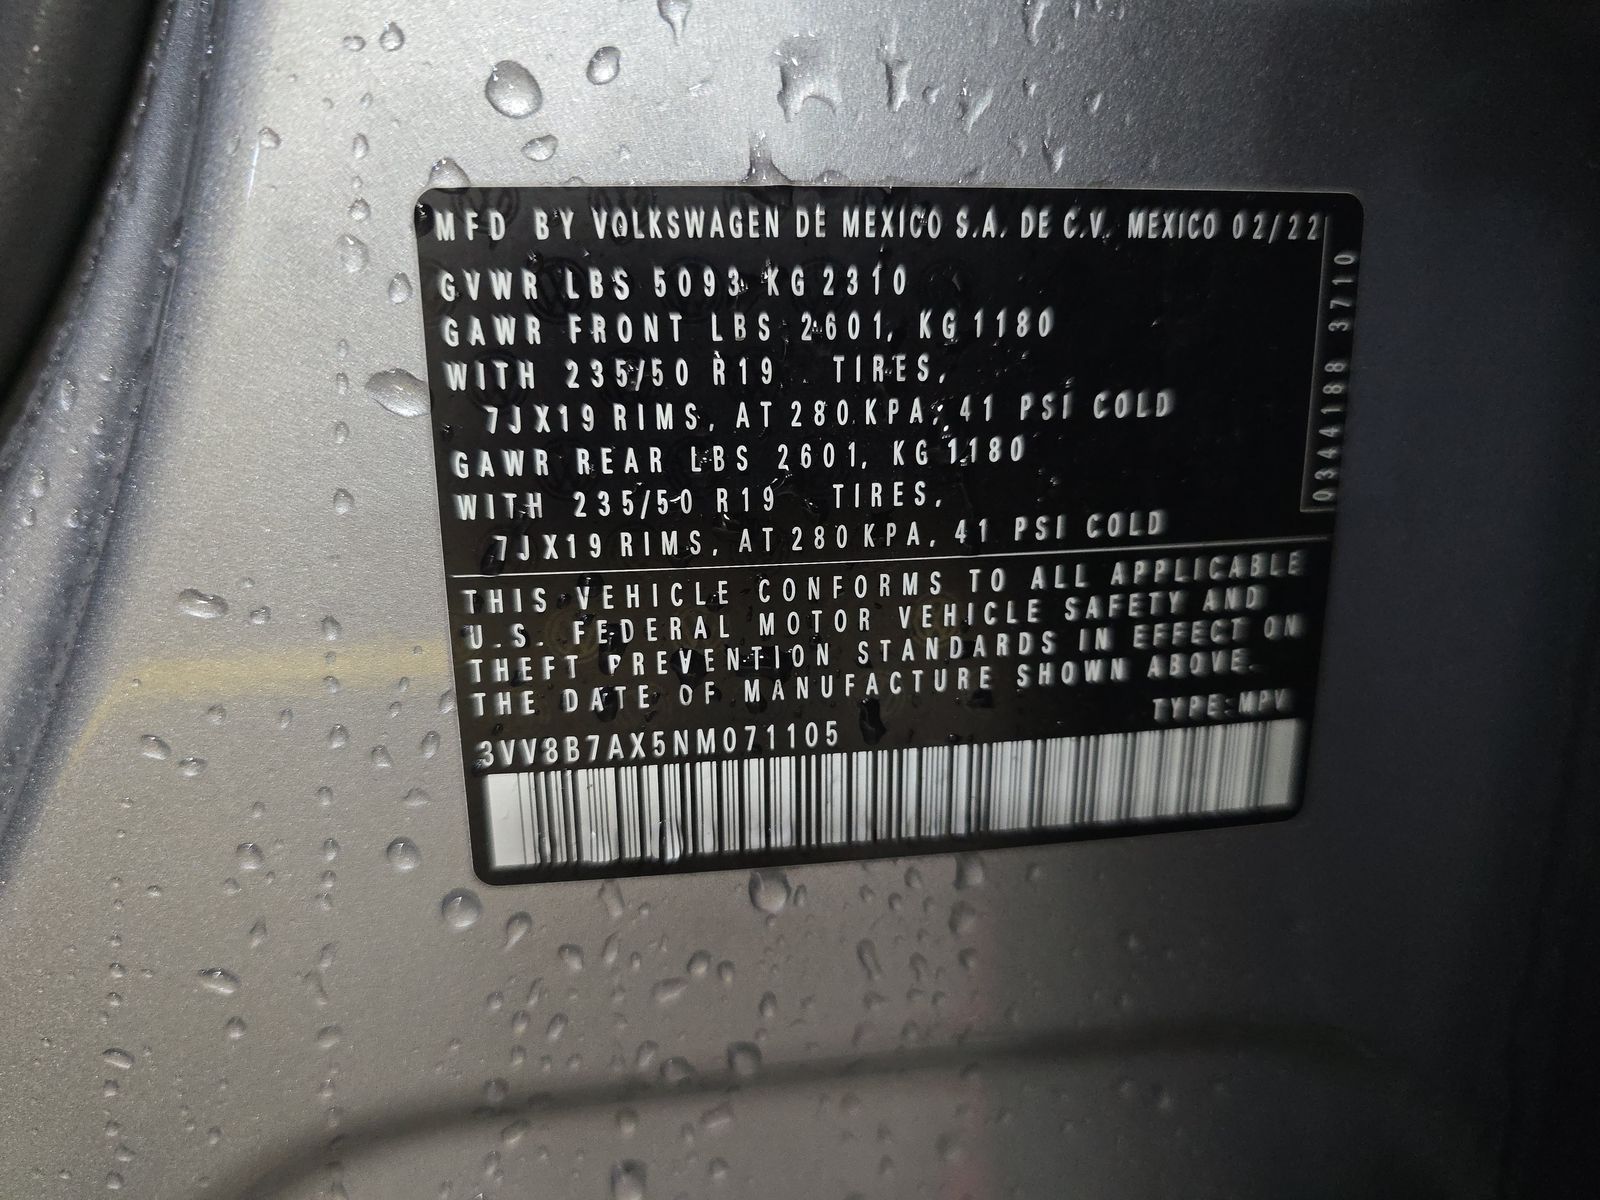 MFD BY VOLKSWAGEN DE MEXICO S.A. DE C.V. MEXICO 02/22
GVWR LBS 5093 KG 2310
GAWR FRONT LBS 2601, KG 1180
WITH 235/50 R19 TIRES,
7JX19 RIMS, AT 280 KPA, 41 PSI COLD
GAWR REAR LBS 2601, KG 1180
WITH 235/50 R19 TIRES,
7JX19 RIMS, AT 280 KPA, 41 PSI COLD
THIS VEHICLE CONFORMS TO ALL APPLICABLE
U.S. FEDERAL MOTOR VEHICLE SAFETY AND
THEFT PREVENTION STANDARDS IN EFFECT ON
THE DATE OF MANUFACTURE SHOWN ABOVE.
TYPE: MPV
3VV8B7AX5NM071105
0344188 3710